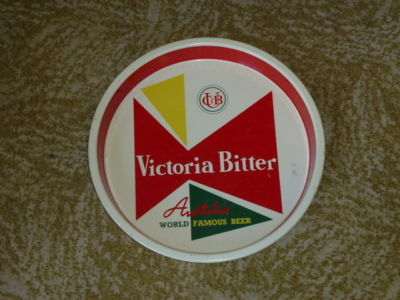 CUB
Victoria Bitter
Australia's
WORLD FAMOUS BEER